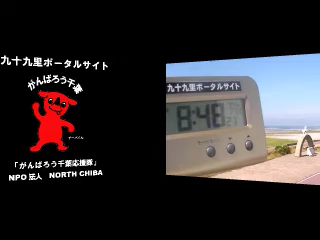 九十九里ポータルサイト
がんばろう千葉
「がんばろう千葉応援隊」
NPO 法人 NORTH CHIBA
九十九里ポータルサイト
8:48